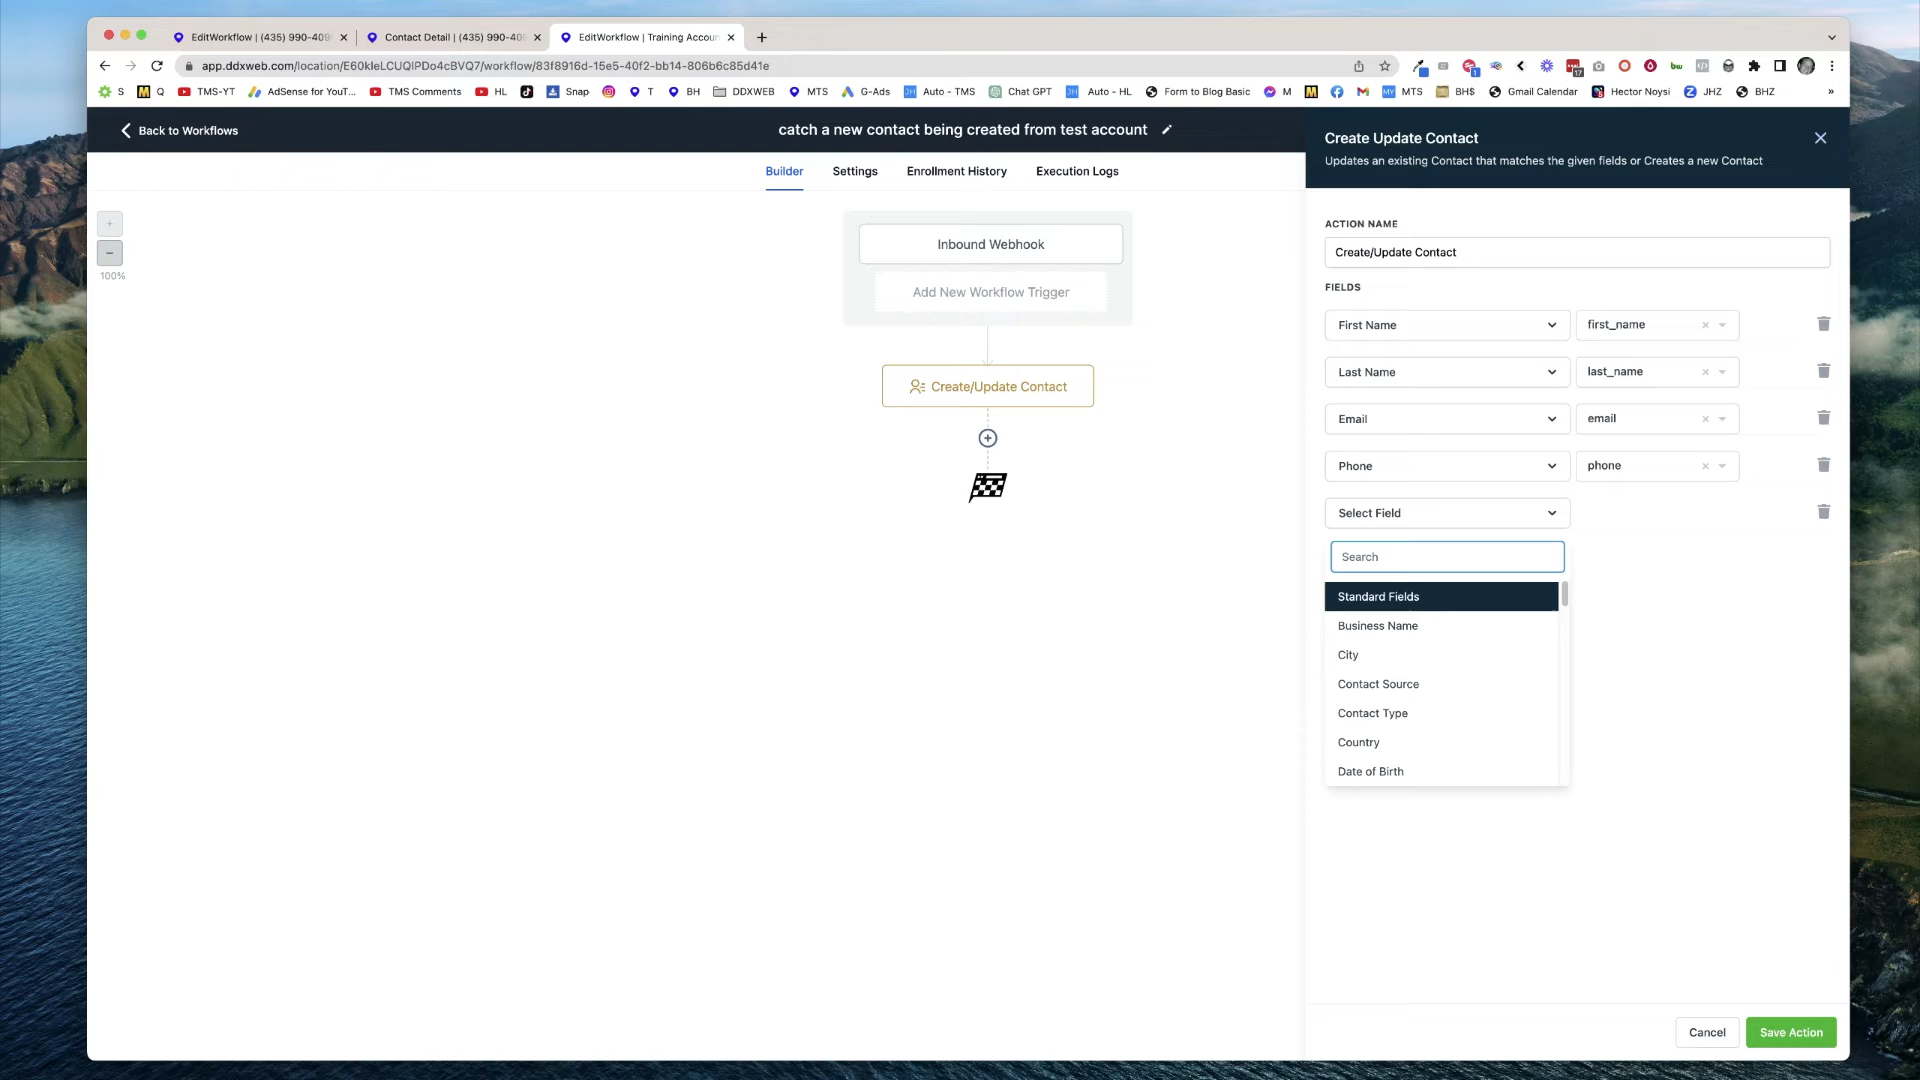 EditWorkflow | (435) 990-409
Contact Detail | (435) 990-40
EditWorkflow | Training Accoun
app.ddxweb.com/location/E60kleLCUQIPDo4cBVQ7/workflow/83f8916d-15e5-40f2-bb14-806b6c85d41e
S
Q
TMS-YT
AdSense for YouT...
TMS Comments
HL
Snap
T
BH
DDXWEB
MTS
G-Ads
Auto - TMS
Chat GPT
Auto - HL
Form to Blog Basic
M
MTS
BH$
Gmail Calendar
Hector Noysi
JHZ
BHZ
»
Back to Workflows
catch a new contact being created from test account
Builder
Settings
Enrollment History
Execution Logs
100%
Inbound Webhook
Add New Workflow Trigger
Create/Update Contact
Create Update Contact
Updates an existing Contact that matches the given fields or Creates a new Contact
ACTION NAME
Create/Update Contact
FIELDS
First Name
first_name
Last Name
last_name
Email
email
Phone
phone
Select Field
Search
Standard Fields
Business Name
City
Contact Source
Contact Type
Country
Date of Birth
Cancel
Save Action